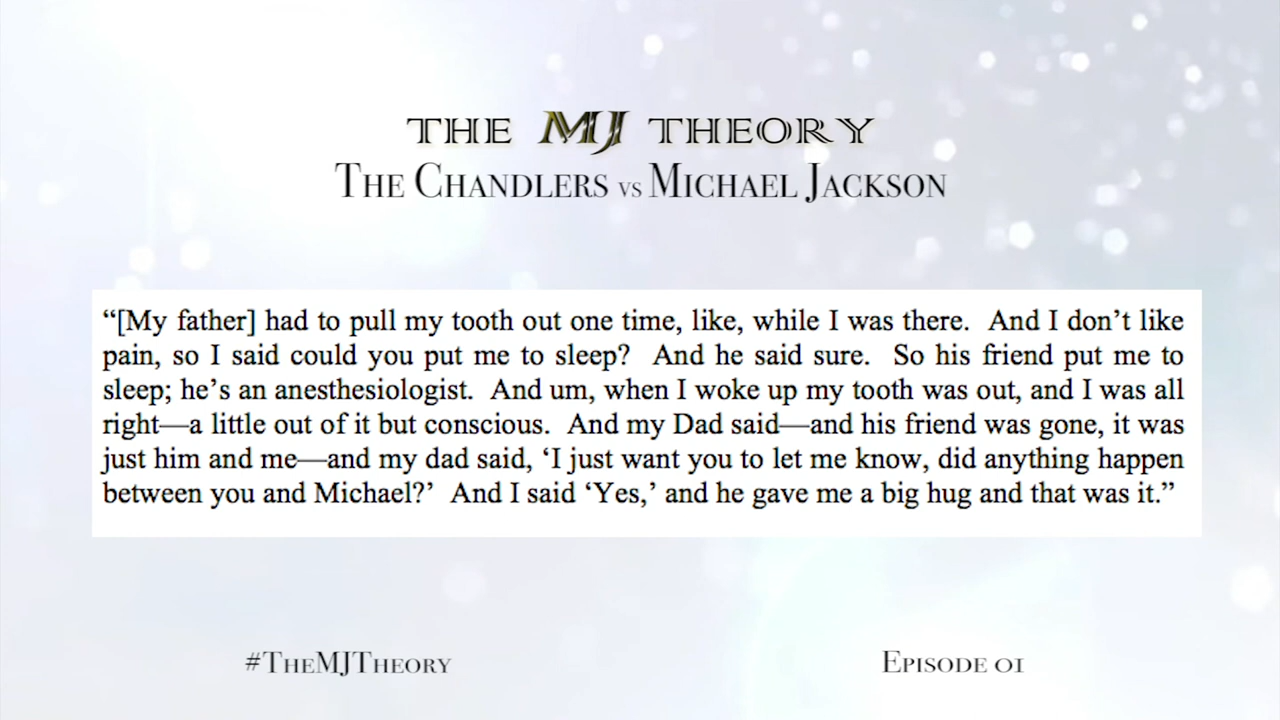 THE MJ THEORY
THE CHANDLERS VS MICHAEL JACKSON
“[My father] had to pull my tooth out one time, like, while I was there.  And I don’t like
pain, so I said could you put me to sleep?  And he said sure.  So his friend put me to
sleep; he’s an anesthesiologist.  And um, when I woke up my tooth was out, and I was all
right—a little out of it but conscious.  And my Dad said—and his friend was gone, it was
just him and me—and my dad said, ‘I just want you to let me know, did anything happen
between you and Michael?’  And I said ‘Yes,’ and he gave me a big hug and that was it.”
#THEMJTHEORY
EPISODE 01